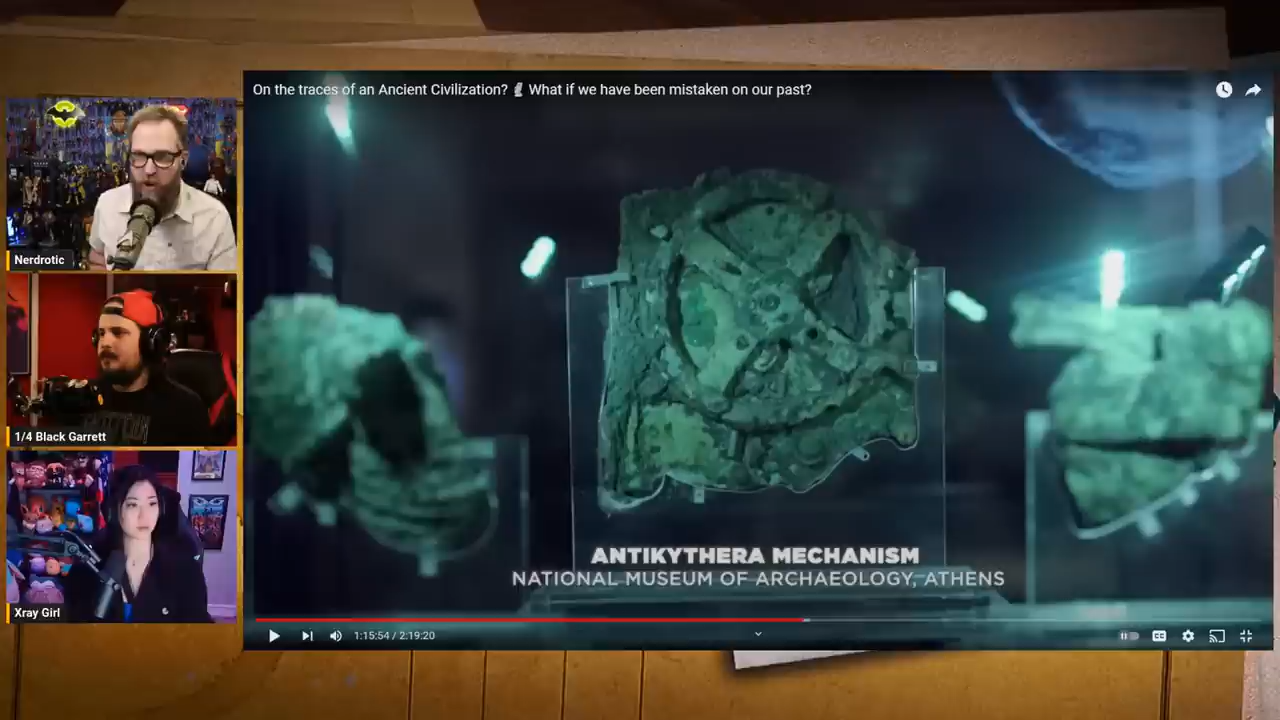 On the traces of an Ancient Civilization? 🗿 What if we have been mistaken on our past?
Nerdrotic
1/4 Black Garrett
Xray Girl
ANTIKYTHERA MECHANISM
NATIONAL MUSEUM OF ARCHAEOLOGY, ATHENS
1:15:54 / 2:19:20
CC